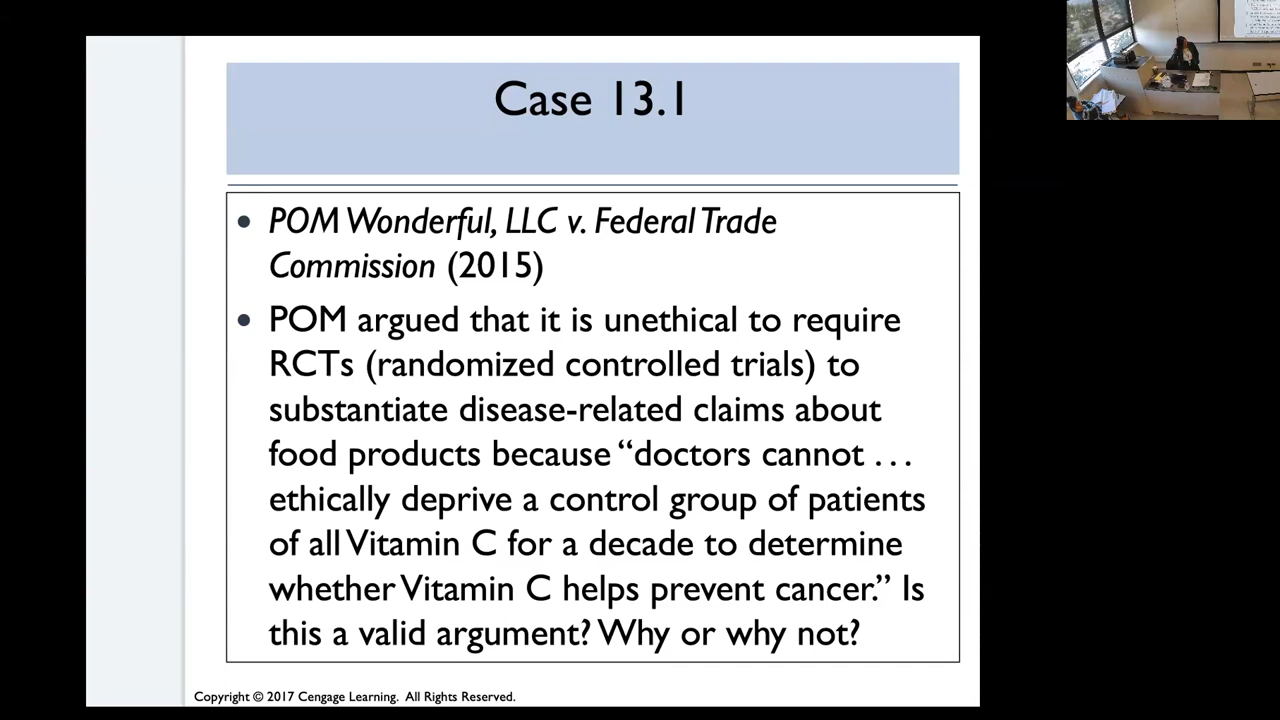 Case 13.1
• POM Wonderful, LLC v. Federal Trade
Commission (2015)
• POM argued that it is unethical to require
RCTs (randomized controlled trials) to
substantiate disease-related claims about
food products because “doctors cannot . . .
ethically deprive a control group of patients
of all Vitamin C for a decade to determine
whether Vitamin C helps prevent cancer.” Is
this a valid argument? Why or why not?
Copyright © 2017 Cengage Learning. All Rights Reserved.